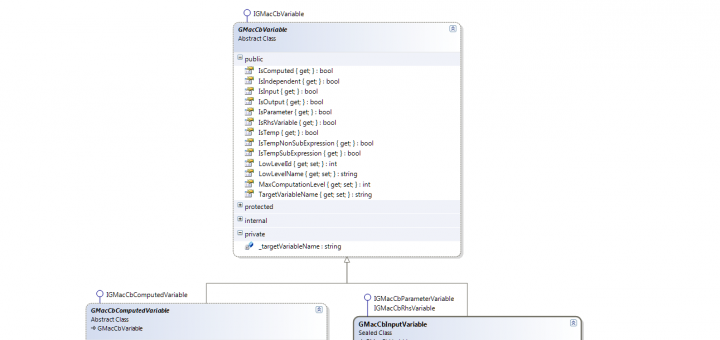 IGMacCbVariable
GMacCbVariable
Abstract Class
public
IsComputed { get; } : bool
IsIndependent { get; } : bool
IsInput { get; } : bool
IsOutput { get; } : bool
IsParameter { get; } : bool
IsRhsVariable { get; } : bool
IsTemp { get; } : bool
IsTempNonSubExpression { get; } : bool
IsTempSubExpression { get; } : bool
LowLevelId { get; set; } : int
LowLevelName { get; set; } : string
MaxComputationLevel { get; } : int
TargetVariableName { get; set; } : string
protected
internal
private
_targetVariableName : string
IGMacCbComputedVariable
GMacCbComputedVariable
Abstract Class
GMacCbVariable
IGMacCbParameterVariable
IGMacCbRhsVariable
GMacCbInputVariable
Sealed Class